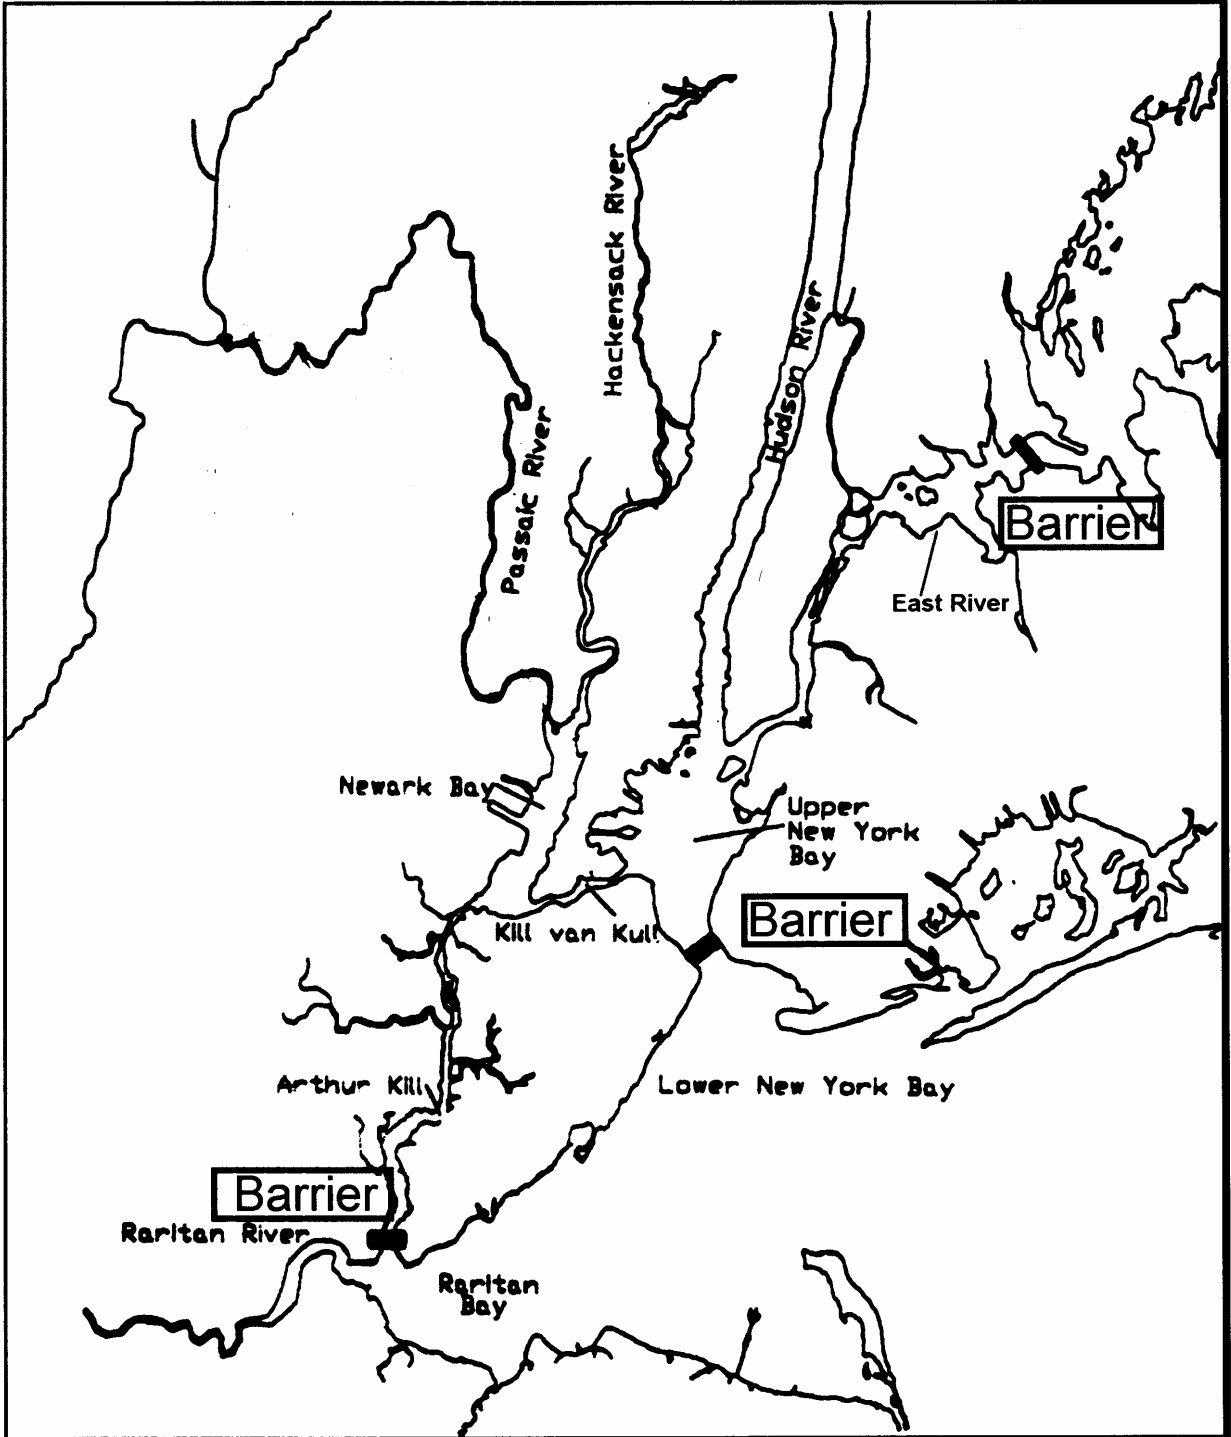 Hackensack River
Hudson River
Passaic River
Barrier
East River
Newark Bay
Upper
New York
Bay
Barrier
Kill van Kull
Arthur Kill
Lower New York Bay
Barrier
Raritan River
Raritan
Bay